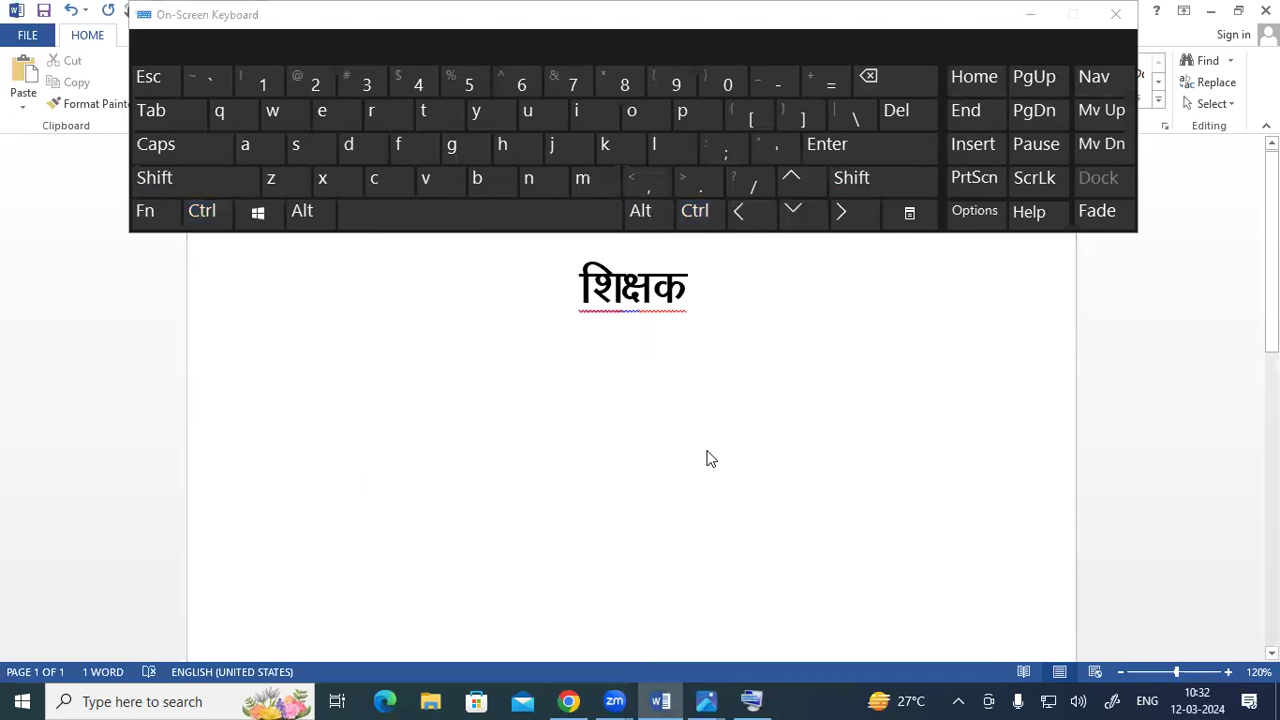 On-Screen Keyboard
FILE HOME Sign in
Cut
Copy
Paste Format Painte
Clipboard
Find
Replace
Select
Editing
Esc ~ ` ! 1 @ 2 # 3 $ 4 % 5 ^ 6 & 7 * 8 ( 9 ) 0 _ - + = Home PgUp Nav
Tab q w e r t y u i o p { [ } ] | \ Del End PgDn Mv Up
Caps a s d f g h j k l : ; " ' Enter Insert Pause Mv Dn
Shift z x c v b n m < , > . ? / Shift PrtScn ScrLk Dock
Fn Ctrl Alt Alt Ctrl Options Help Fade
शिक्षक
PAGE 1 OF 1 1 WORD ENGLISH (UNITED STATES) 120%
Type here to search zm 27°C ENG 10:32
12-03-2024